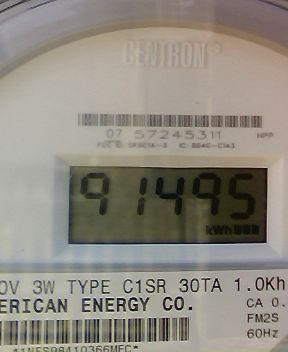 CENTRON®
07 57245311 HPP
91495
kWh
0V 3W TYPE C1SR 30TA 1.0Kh
ERICAN ENERGY CO. CA 0.
FM2S
60Hz